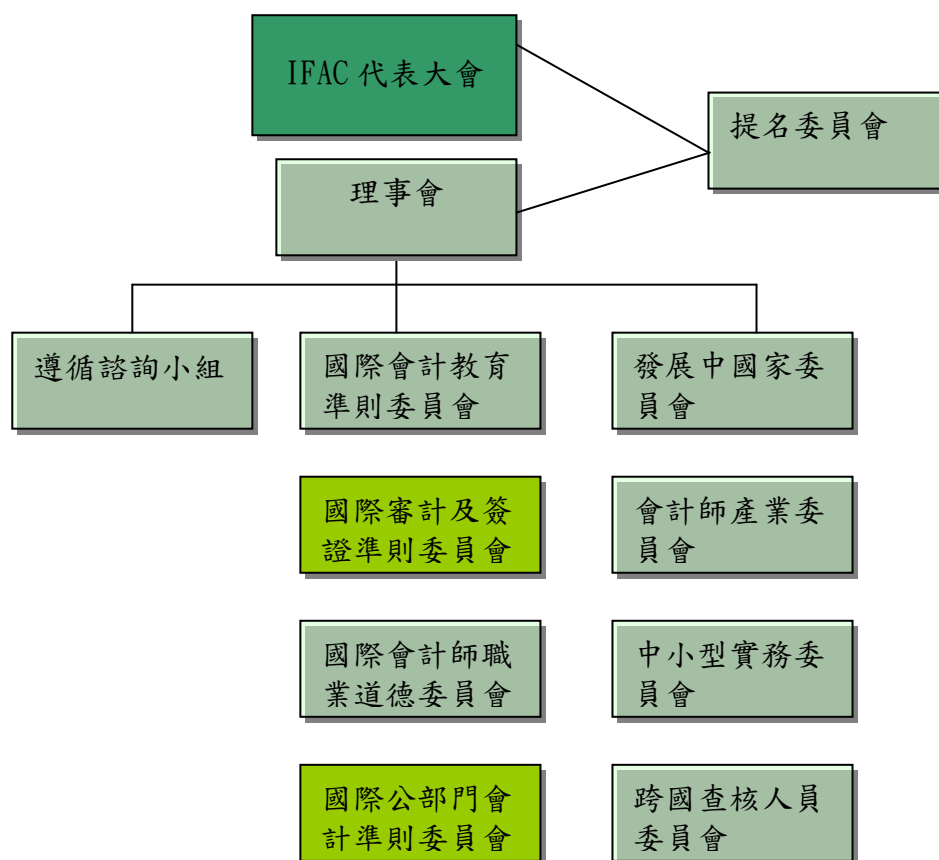 IFAC 代表大會
提名委員會
理事會
遵循諮詢小組
國際會計教育
準則委員會
發展中國家委
員會
國際審計及簽
證準則委員會
會計師產業委
員會
國際會計師職
業道德委員會
中小型實務委
員會
國際公部門會
計準則委員會
跨國查核人員
委員會